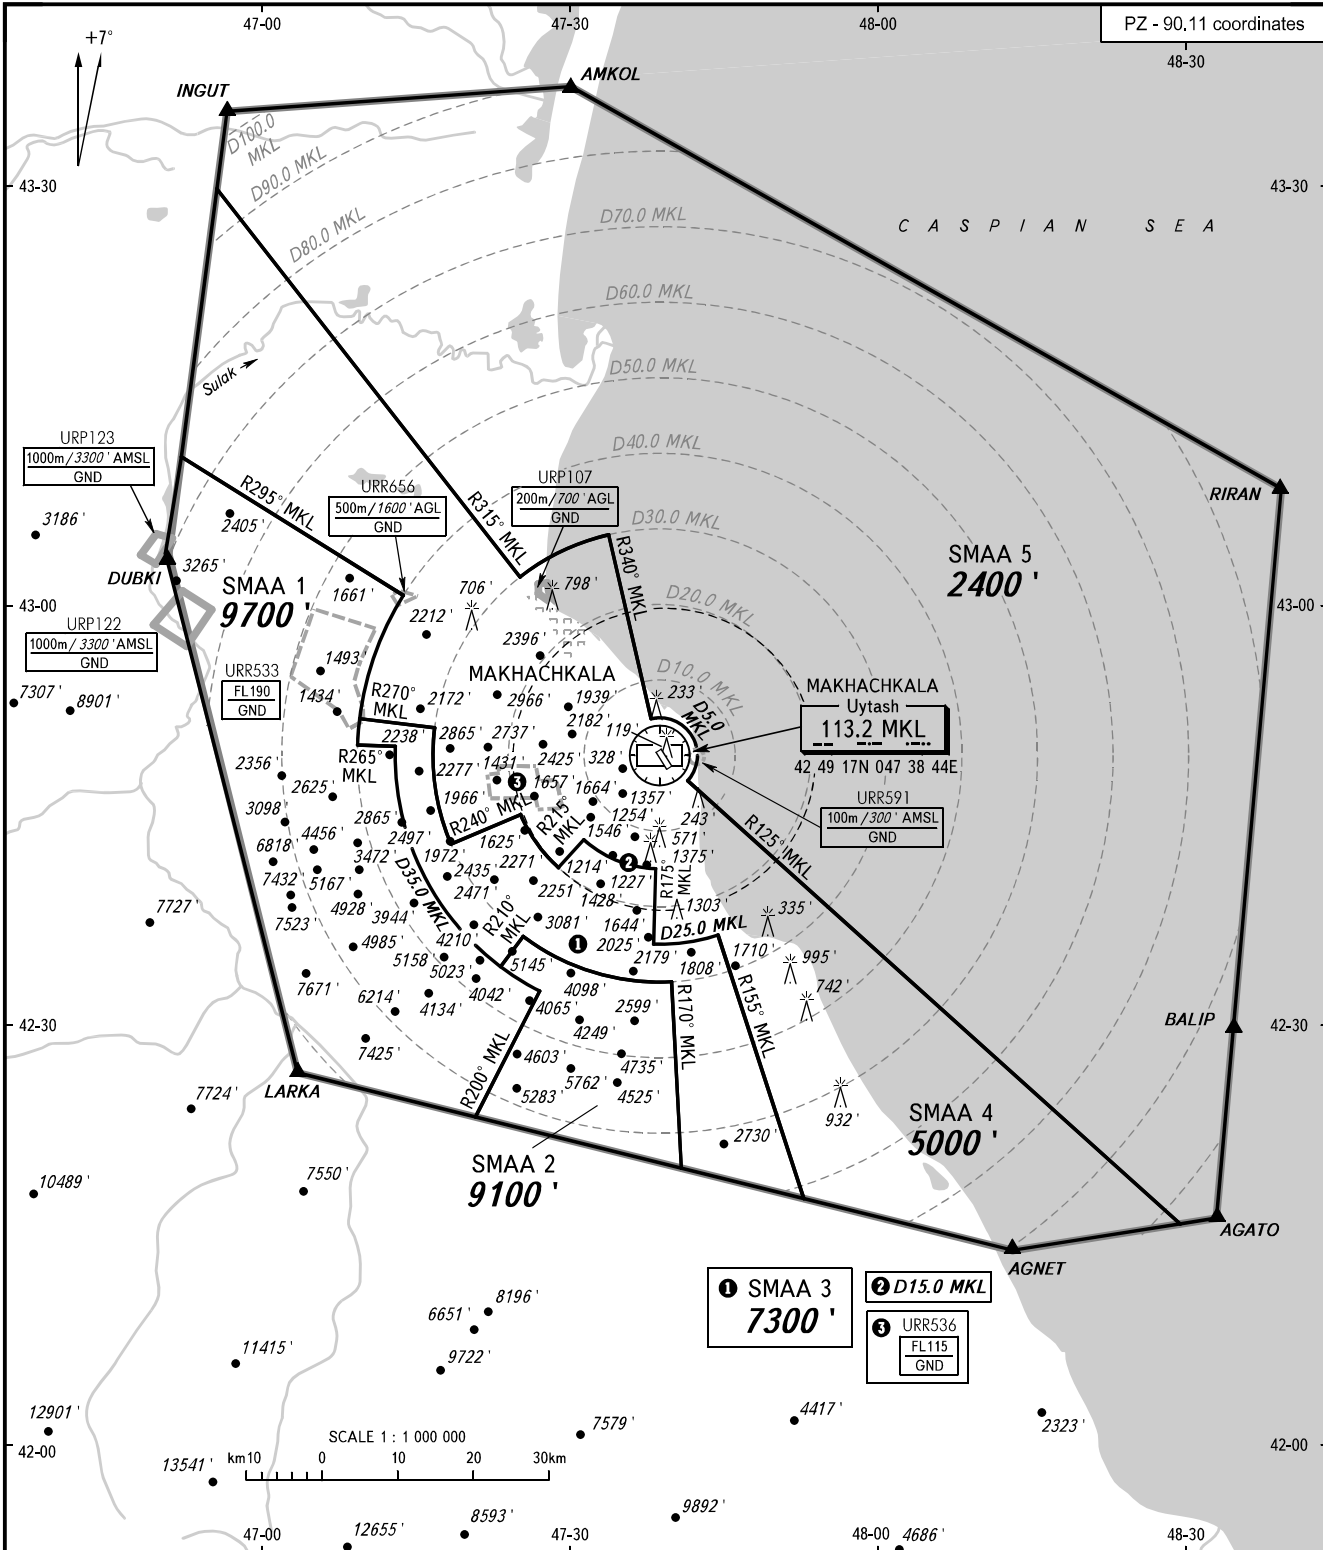 47-00
47-30
48-00
PZ - 90.11 coordinates
48-30
+7°
INGUT
AMKOL
D100.0
MKL
D90.0 MKL
D80.0 MKL
D70.0 MKL
D60.0 MKL
D50.0 MKL
D40.0 MKL
D30.0 MKL
D20.0 MKL
D10.0 MKL
D5.0
MKL
43-30
43-30
CASPIAN SEA
Sulak
URP123
1000m/3300' AMSL
GND
URR656
500m/1600' AGL
GND
URP107
200m/700' AGL
GND
R295° MKL
R315° MKL
R340° MKL
RIRAN
3186'
2405'
DUBKI
3265'
SMAA 1
9700'
1661'
706'
798'
SMAA 5
2400'
43-00
43-00
URP122
1000m/3300' AMSL
GND
2212'
2396'
URR533
FL190
GND
1493'
1434'
MAKHACHKALA
7307'
8901'
R270°
MKL
2172'
2966'
1939'
233'
MAKHACHKALA
Uytash
113.2 MKL
42 49 17N 047 38 44E
2238'
2865'
2737'
2182'
119'
R265°
MKL
2277'
1431'
2425'
328'
2356'
2625'
1657'
1664'
1357'
URR591
100m/300' AMSL
GND
3098'
2865'
1966'
R240° MKL
R215°
MKL
1254'
243'
R125° MKL
4456'
2497'
1625'
1546'
571'
6818'
3472'
1972'
2271'
1214'
1375'
5167'
D35.0 MKL
2435'
R175°
MKL
7432'
4928'
2471'
2251'
1227'
1428'
7523'
3944'
R210°
MKL
3081'
1644'
1303'
335'
7727'
4985'
4210'
D25.0 MKL
5158'
5145'
2025'
2179'
1710'
995'
5023'
1808'
7671'
4042'
4098'
742'
6214'
4134'
4065'
2599'
R170° MKL
R155° MKL
42-30
BALIP
42-30
7425'
4249'
R200° MKL
4603'
4735'
LARKA
5762'
5283'
4525'
932'
7724'
SMAA 4
5000'
2730'
SMAA 2
9100'
10489'
7550'
AGATO
AGNET
❶ SMAA 3
7300'
❷ D15.0 MKL
❸ URR536
FL115
GND
❶
❷
❸
8196'
6651'
9722'
11415'
12901'
7579'
4417'
2323'
SCALE 1 : 1 000 000
km10 0 10 20 30km
42-00
42-00
13541'
12655'
8593'
9892'
4686'
47-00
47-30
48-00
48-30